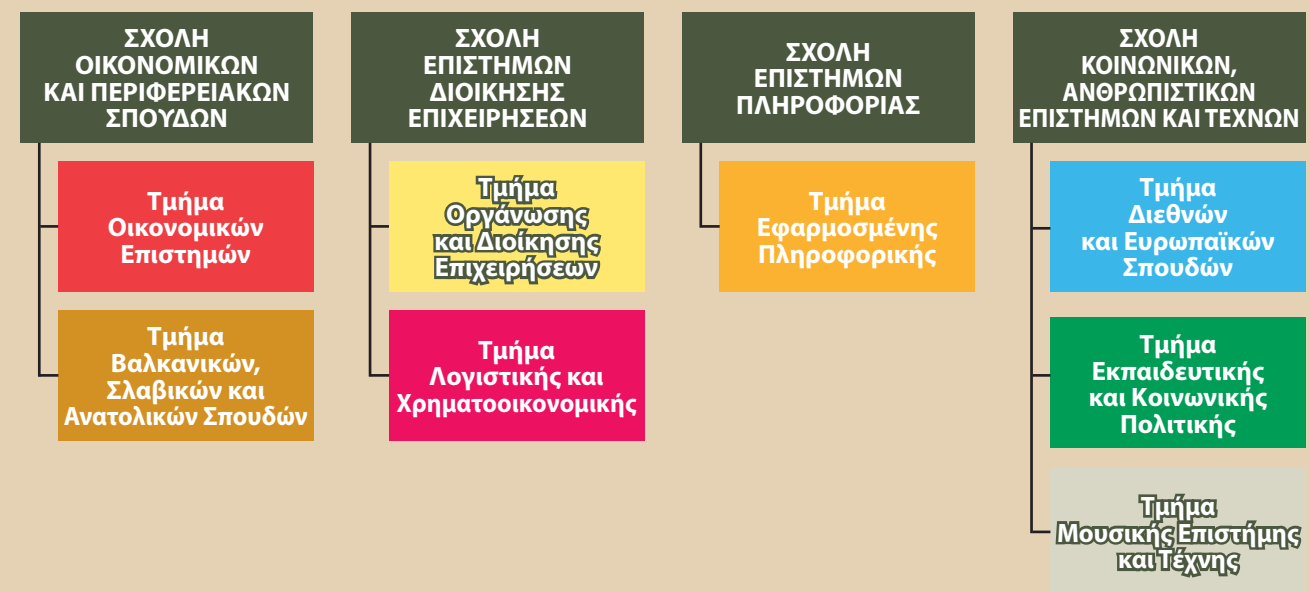 ΣΧΟΛΗ
ΟΙΚΟΝΟΜΙΚΩΝ
ΚΑΙ ΠΕΡΙΦΕΡΕΙΑΚΩΝ
ΣΠΟΥΔΩΝ
Τμήμα
Οικονομικών
Επιστημών
Τμήμα
Βαλκανικών,
Σλαβικών και
Ανατολικών Σπουδών
ΣΧΟΛΗ
ΕΠΙΣΤΗΜΩΝ
ΔΙΟΙΚΗΣΗΣ
ΕΠΙΧΕΙΡΗΣΕΩΝ
Τμήμα
Οργάνωσης
και Διοίκησης
Επιχειρήσεων
Τμήμα
Λογιστικής και
Χρηματοοικονομικής
ΣΧΟΛΗ
ΕΠΙΣΤΗΜΩΝ
ΠΛΗΡΟΦΟΡΙΑΣ
Τμήμα
Εφαρμοσμένης
Πληροφορικής
ΣΧΟΛΗ
ΚΟΙΝΩΝΙΚΩΝ,
ΑΝΘΡΩΠΙΣΤΙΚΩΝ
ΕΠΙΣΤΗΜΩΝ ΚΑΙ ΤΕΧΝΩΝ
Τμήμα
Διεθνών
και Ευρωπαϊκών
Σπουδών
Τμήμα
Εκπαιδευτικής
και Κοινωνικής
Πολιτικής
Τμήμα
Μουσικής Επιστήμης
και Τέχνης